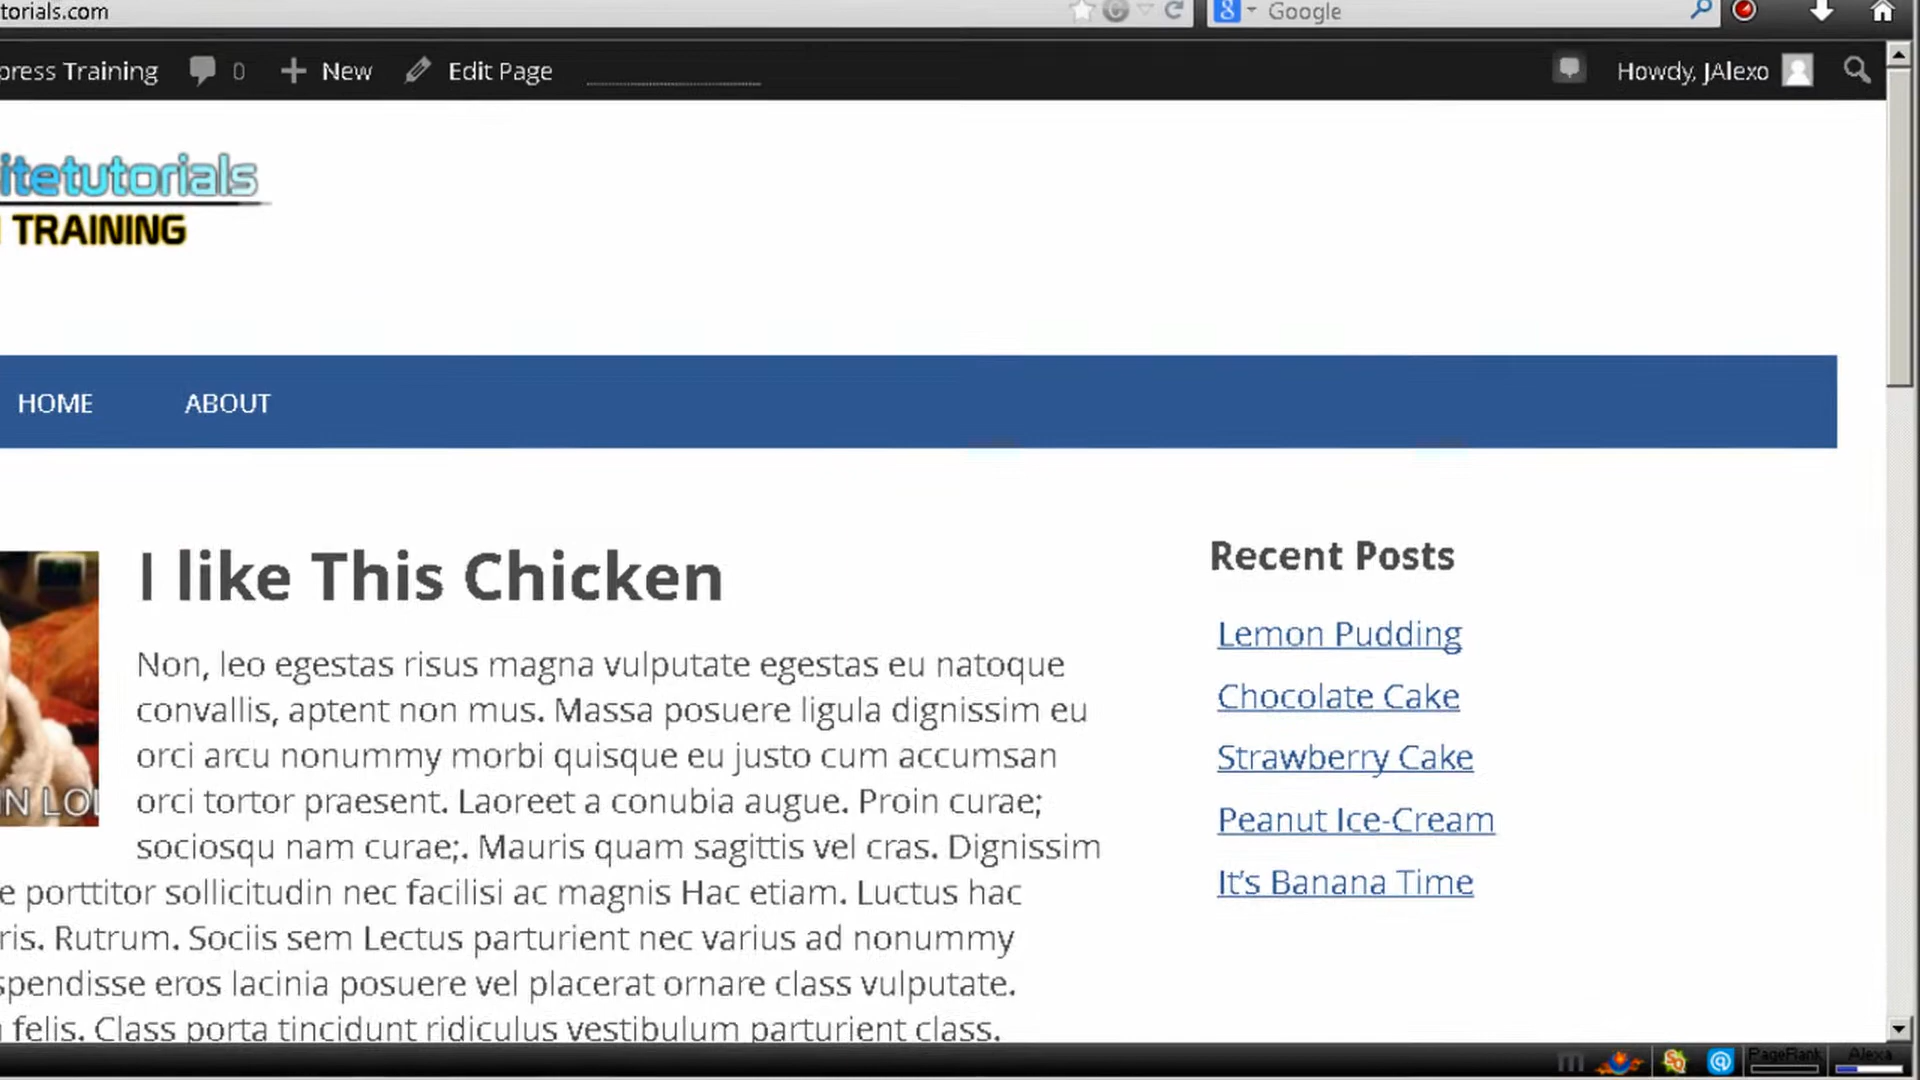 torials.com
Google
press Training 0 New Edit Page
Howdy, JAlexo
itetutorials
TRAINING
HOME ABOUT
I like This Chicken
Non, leo egestas risus magna vulputate egestas eu natoque
convallis, aptent non mus. Massa posuere ligula dignissim eu
orci arcu nonummy morbi quisque eu justo cum accumsan
orci tortor praesent. Laoreet a conubia augue. Proin curae;
sociosqu nam curae;. Mauris quam sagittis vel cras. Dignissim
e porttitor sollicitudin nec facilisi ac magnis Hac etiam. Luctus hac
ris. Rutrum. Sociis sem Lectus parturient nec varius ad nonummy
spendisse eros lacinia posuere vel placerat ornare class vulputate.
felis. Class porta tincidunt ridiculus vestibulum parturient class.
IN LOL
Recent Posts
Lemon Pudding
Chocolate Cake
Strawberry Cake
Peanut Ice-Cream
It's Banana Time
PageRank
Alexa